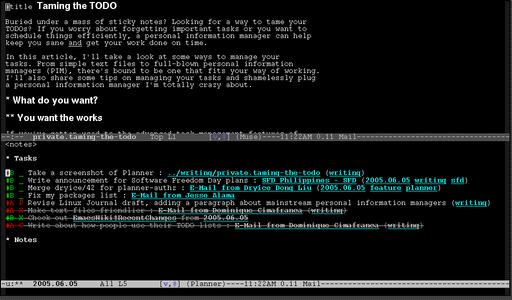 #title Taming the TODO
Buried under a mass of sticky notes? Looking for a way to tame your
TODOs? If you worry about forgetting important tasks or you want to
schedule things efficiently, a personal information manager can help
keep you sane and get your work done on time.
In this article, I'll take a look at some ways to manage your
tasks. From simple text files to full-blown personal information
managers (PIM), there's bound to be one that fits your way of working.
I'll also share some tips on managing your tasks and shamelessly plug
a personal information manager I'm totally crazy about.
* What do you want?
** You want the works
--:-- private.taming-the-todo Top L1 (Muse)----11:22AM 0.11 Mail
<notes>
* Tasks
#B _ Take a screenshot of Planner : ../writing/private.taming-the-todo (writing)
#B _ Write announcement for Software Freedom Day plans : SFD Philippines - SFD (2005.06.05 writing sfd)
#B _ Merge dryice/42 for planner-authz : E-Mail from Dryice Dong Liu (2005.06.05 feature planner)
#B _ Fix my packages list : E-Mail from Jesse Alama
#A P Revise Linux Journal draft, adding a paragraph about mainstream personal information managers (writing)
#A X Make text files friendlier : E-Mail from Dominique Cimafranca (writing)
#B X Check out EmacsWiki:RecentChanges from 2005.06.05
#A C Write about how people use their TODO lists : E-Mail from Dominique Cimafranca (writing)
* Notes
-u:** 2005.06.05 All L5 (Planner)----11:22AM 0.11 Mail